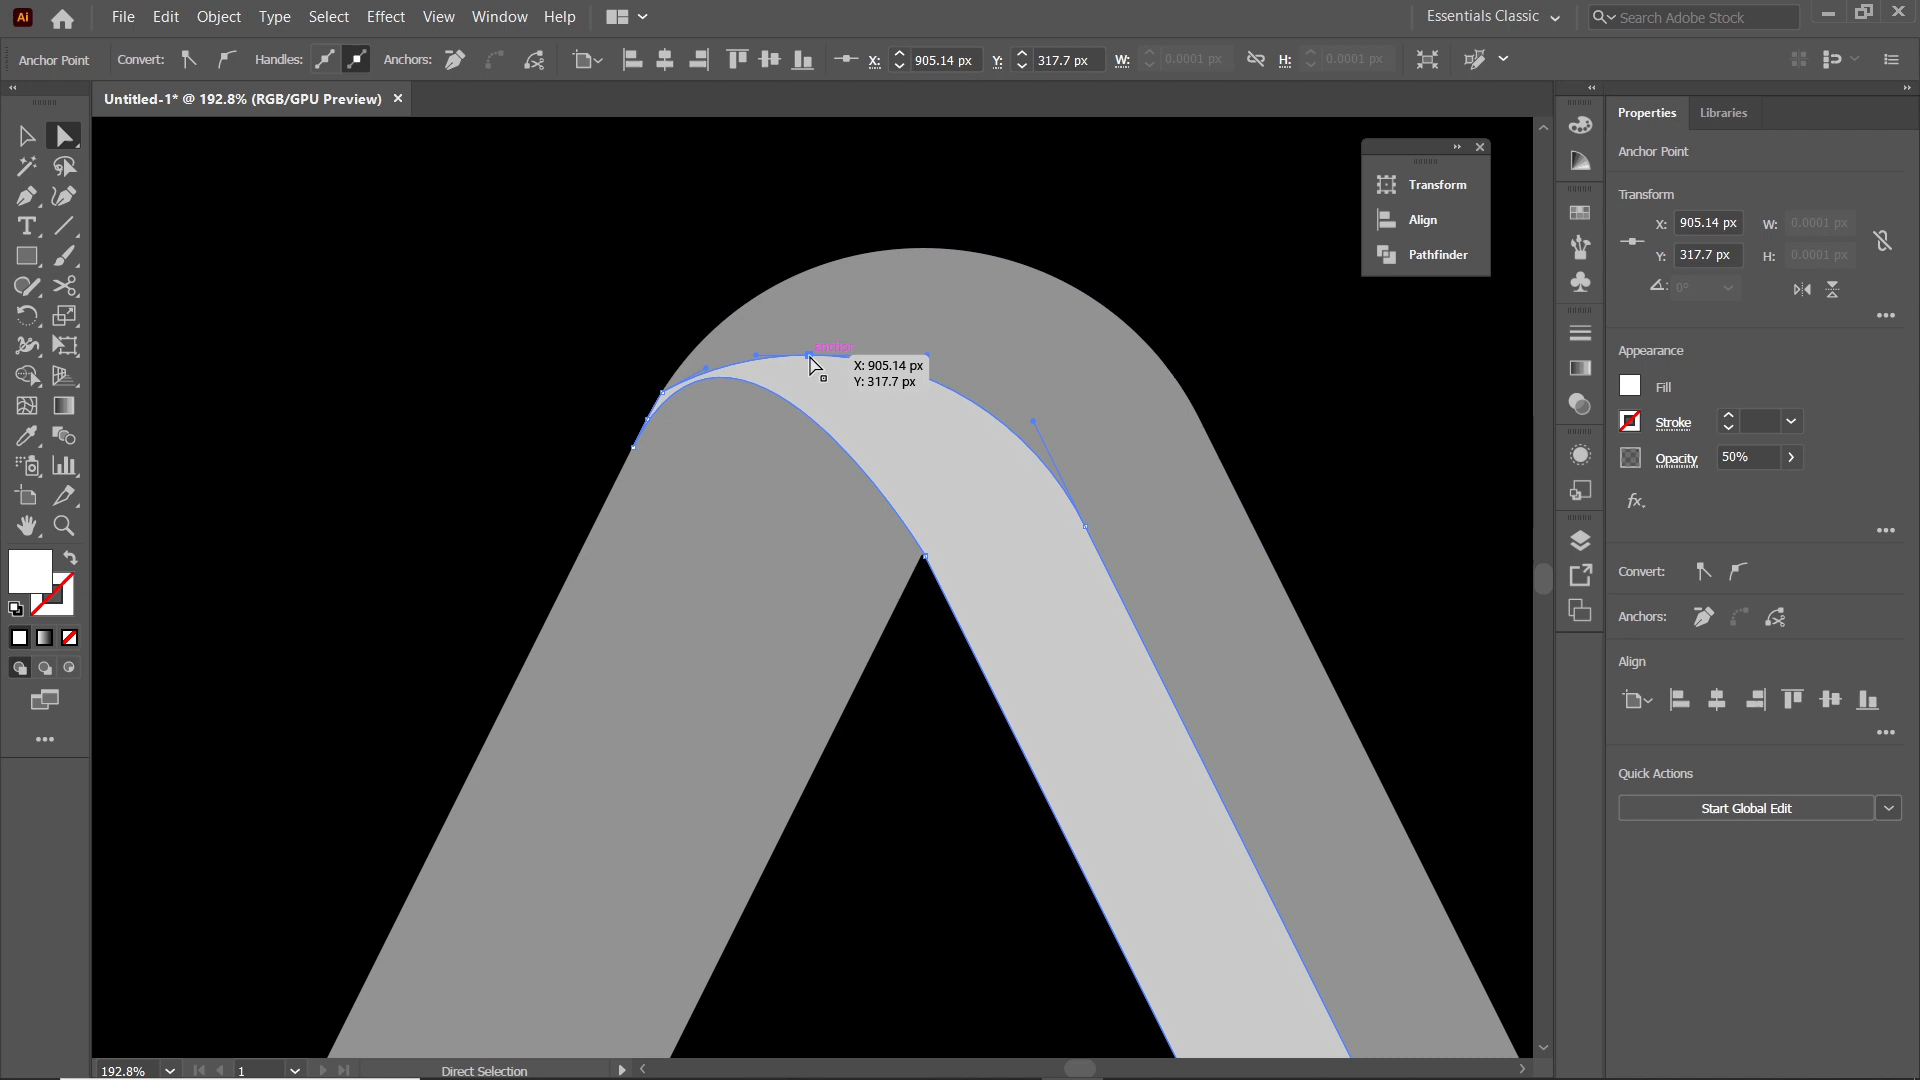 Ai File Edit Object Type Select Effect View Window Help Essentials Classic Search Adobe Stock
Anchor Point Convert: Handles: Anchors: X: 905.14 px Y: 317.7 px W: 0.0001 px H: 0.0001 px
Untitled-1* @ 192.8% (RGB/GPU Preview)
Properties Libraries
Anchor Point
Transform
X: 905.14 px W: 0.0001 px
Y: 317.7 px H: 0.0001 px
0°
Appearance
Fill
Stroke
Opacity 50%
fx.
Convert:
Anchors:
Align
Quick Actions
Start Global Edit
Transform
Align
Pathfinder
anchor
X: 905.14 px
Y: 317.7 px
192.8% 1 Direct Selection